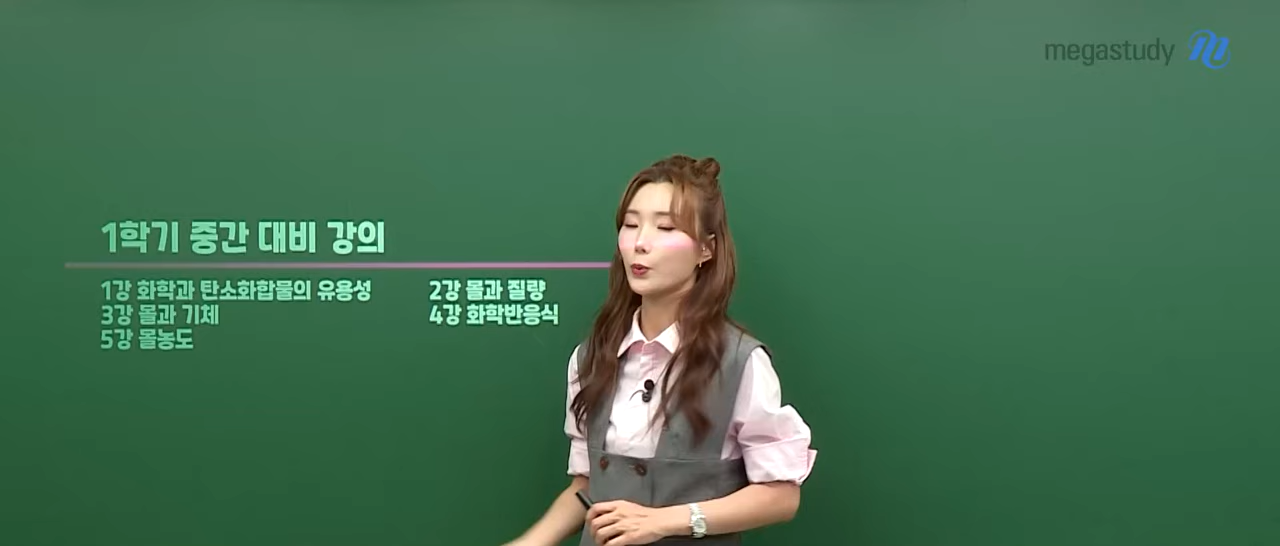 megastudy
1학기 중간 대비 강의
1강 화학과 탄소화합물의 유용성
2강 몰과 질량
3강 몰과 기체
4강 화학반응식
5강 몰농도